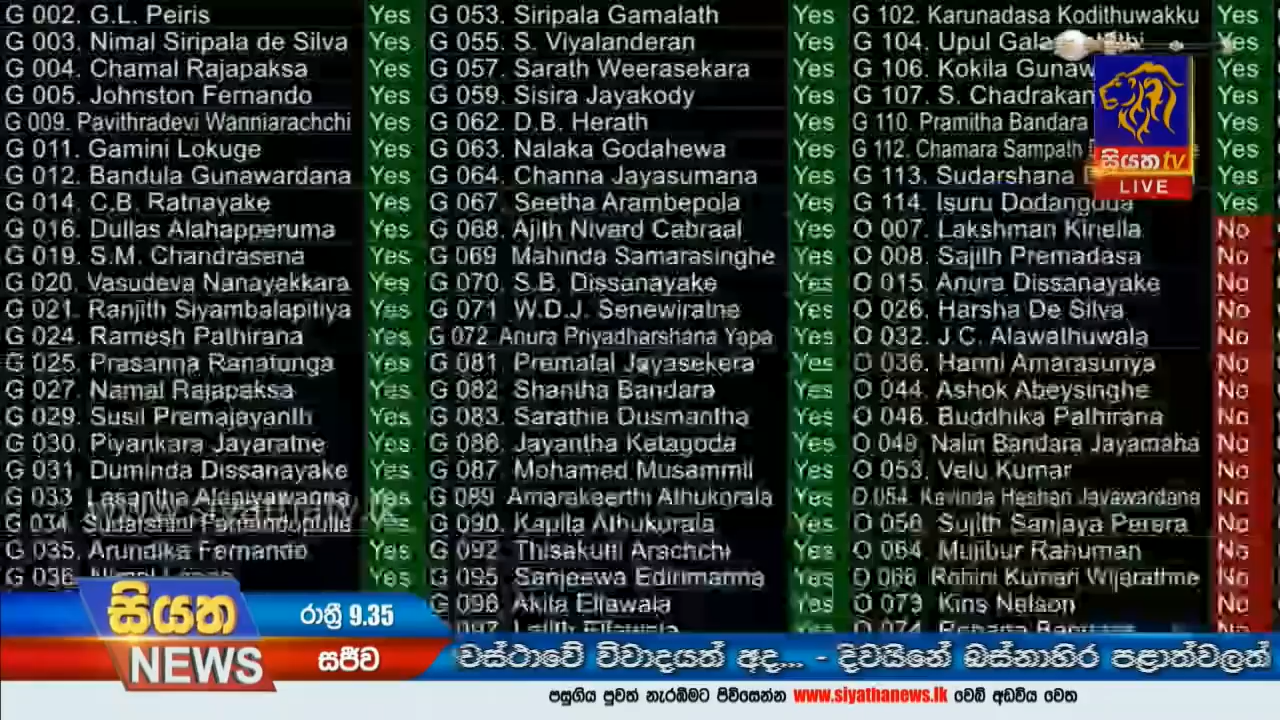 G 002. G.L. Peiris Yes
G 003. Nimal Siripala de Silva Yes
G 004. Chamal Rajapaksa Yes
G 005. Johnston Fernando Yes
G 009. Pavithradevi Wanniarachchi Yes
G 011. Gamini Lokuge Yes
G 012. Bandula Gunawardana Yes
G 014. C.B. Ratnayake Yes
G 016. Dullas Alahapperuma Yes
G 019. S.M. Chandrasena Yes
G 020. Vasudeva Nanayakkara Yes
G 021. Ranjith Siyambalapitiya Yes
G 024. Ramesh Pathirana Yes
G 025. Prasanna Ranatunga Yes
G 027. Namal Rajapaksa Yes
G 029. Susil Premajayanth Yes
G 030. Piyankara Jayaratne Yes
G 031. Duminda Dissanayake Yes
G 033. Lasantha Alagiyawanna Yes
G 034. Sudarshini Fernandopulle Yes
G 035. Arundika Fernando Yes
G 036. Yes
G 053. Siripala Gamalath Yes
G 055. S. Viyalanderan Yes
G 057. Sarath Weerasekara Yes
G 059. Sisira Jayakody Yes
G 062. D.B. Herath Yes
G 063. Nalaka Godahewa Yes
G 064. Channa Jayasumana Yes
G 067. Seetha Arambepola Yes
G 068. Ajith Nivard Cabraal Yes
G 069 Mahinda Samarasinghe Yes
G 070. S.B. Dissanayake Yes
G 071 W.D.J. Senewiratne Yes
G 072 Anura Priyadharshana Yapa Yes
G 081. Premalal Jayasekera Yes
G 082. Shantha Bandara Yes
G 083. Sarathie Dusmantha Yes
G 086. Jayantha Ketagoda Yes
G 087. Mohamed Musammil Yes
G 089. Amarakeerthi Athukorala Yes
G 090. Kapila Athukorala Yes
G 092. Thisakutti Arachchi Yes
G 095. Sanjeewa Edirimanna Yes
G 096. Akila Ellawala Yes
097. Lalith Ellawala
G 102. Karunadasa Kodithuwakku Yes
G 104. Upul Yes
G 106. Kokila Yes
G 107. S. Yes
G 110. Pramitha Bandara Yes
G 112. Chamara Sampath Yes
G 113. Sudarshana Yes
G 114. Isuru Dodangoda Yes
O 007. Lakshman Kiriella No
O 008. Sajith Premadasa No
O 015. Anura Dissanayake No
O 026. Harsha De Silva No
O 032. J.C. Alawathuwala No
O 036. Harini Amarasuriya No
O 044. Ashok Abeysinghe No
O 046. Buddhika Pathirana No
O 049. Nalin Bandara Jayamaha No
O 053. Velu Kumar No
O 054. Kavinda Heshan Jayawardana No
O 056. Sujith Sanjaya Perera No
O 064. Mujibur Rahuman No
O 066. Rohini Kumari Wijerathne No
O 073. Kins Nelson No
O 074.
සියත tv
LIVE
සියත
NEWS
රාත්‍රී 9.35
සජීව
වස්ථාවේ විවාදයත් අද... - දිවයිනේ බස්නාහිර පළාත්වලත්
පසුගිය පුවත් නැරඹීමට පිවිසෙන්න www.siyathanews.lk වෙබ් අඩවිය වෙත